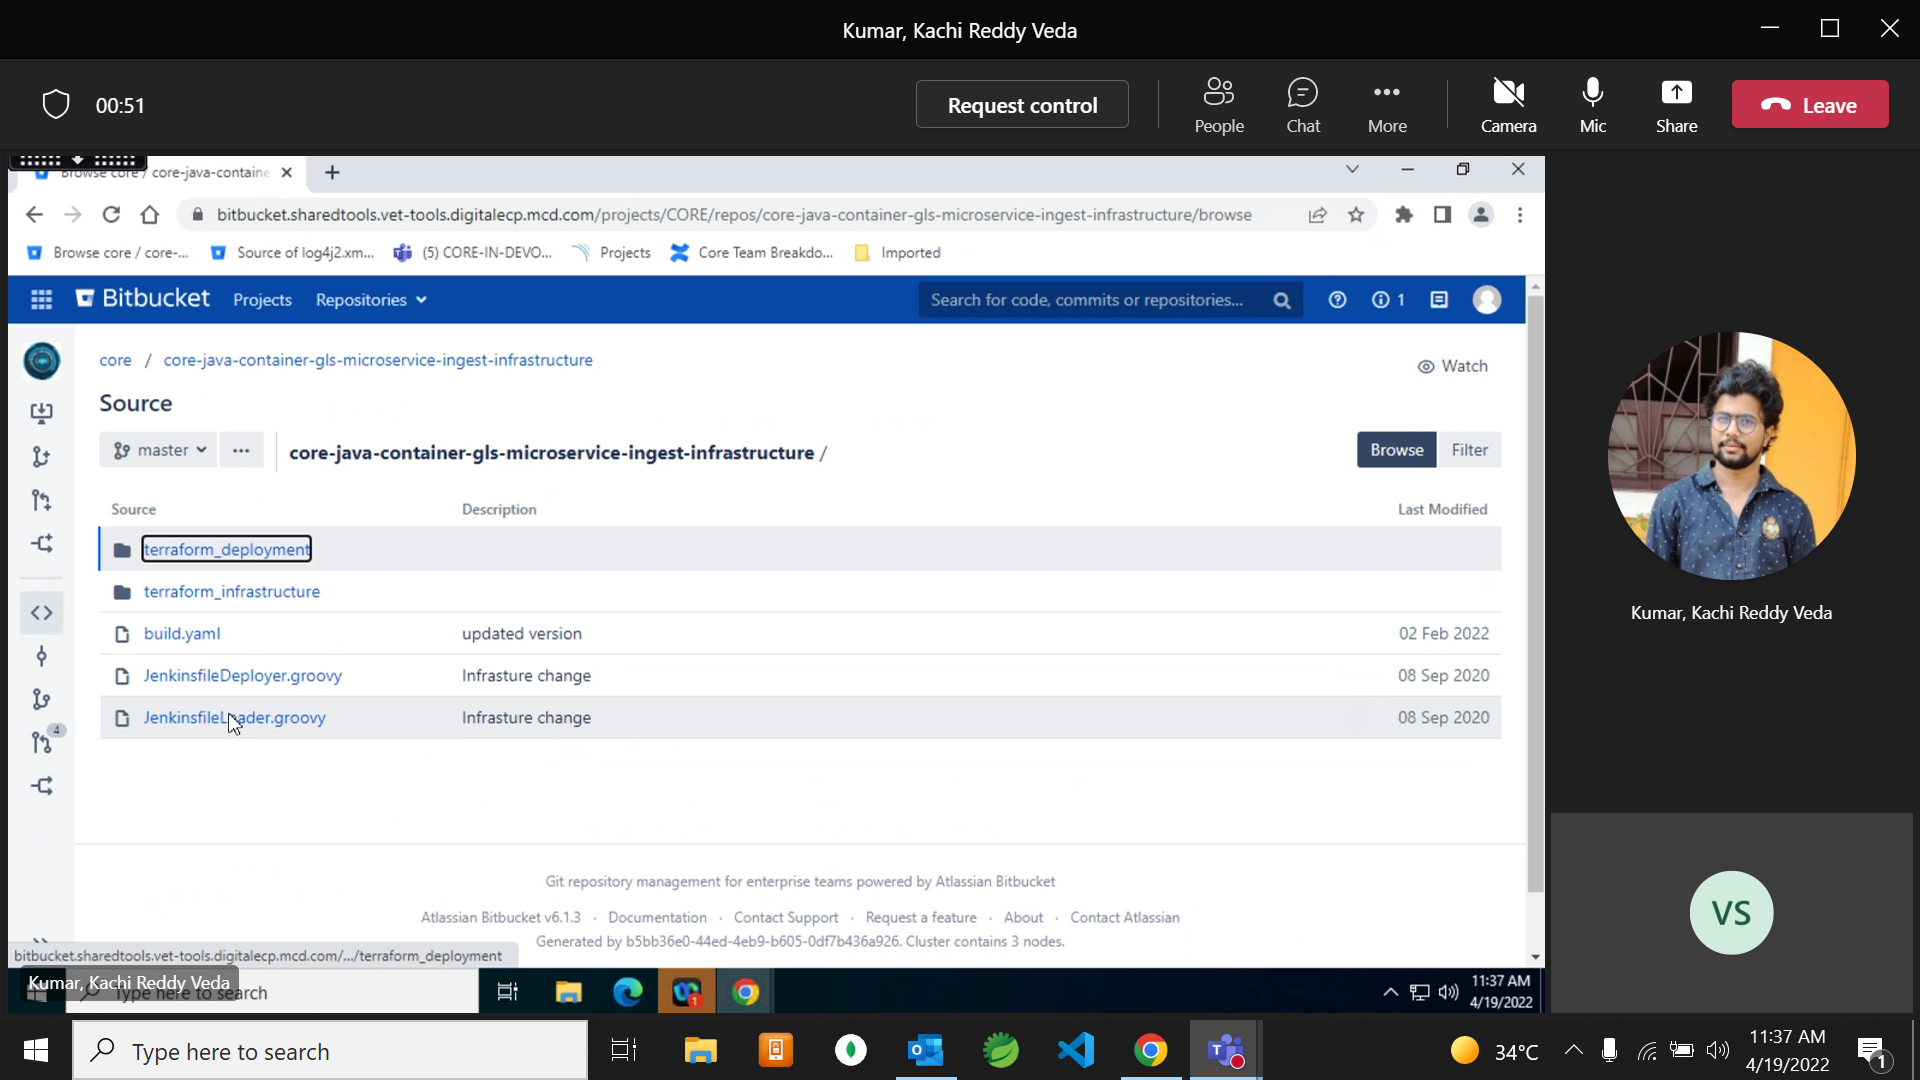 Kumar, Kachi Reddy Veda
00:51
Request control
People
Chat
More
Camera
Mic
Share
Leave
Browse core / core-java-containe
bitbucket.sharedtools.vet-tools.digitalecp.mcd.com/projects/CORE/repos/core-java-container-gls-microservice-ingest-infrastructure/browse
Browse core / core-...
Source of log4j2.xm...
(5) CORE-IN-DEVO...
Projects
Core Team Breakdo...
Imported
Bitbucket
Projects
Repositories
Search for code, commits or repositories...
1
core / core-java-container-gls-microservice-ingest-infrastructure
Watch
Source
master
core-java-container-gls-microservice-ingest-infrastructure /
Browse
Filter
Source Description Last Modified
terraform_deployment
terraform_infrastructure
build.yaml updated version 02 Feb 2022
JenkinsfileDeployer.groovy Infrasture change 08 Sep 2020
JenkinsfileLoader.groovy Infrasture change 08 Sep 2020
4
Git repository management for enterprise teams powered by Atlassian Bitbucket
Atlassian Bitbucket v6.1.3 · Documentation · Contact Support · Request a feature · About · Contact Atlassian
Generated by b5bb36e0-44ed-4eb9-b605-0df7b436a926. Cluster contains 3 nodes.
bitbucket.sharedtools.vet-tools.digitalecp.mcd.com/.../terraform_deployment
Kumar, Kachi Reddy Veda
Type here to search
1
11:37 AM
4/19/2022
Kumar, Kachi Reddy Veda
VS
Type here to search
34°C
11:37 AM
4/19/2022
1